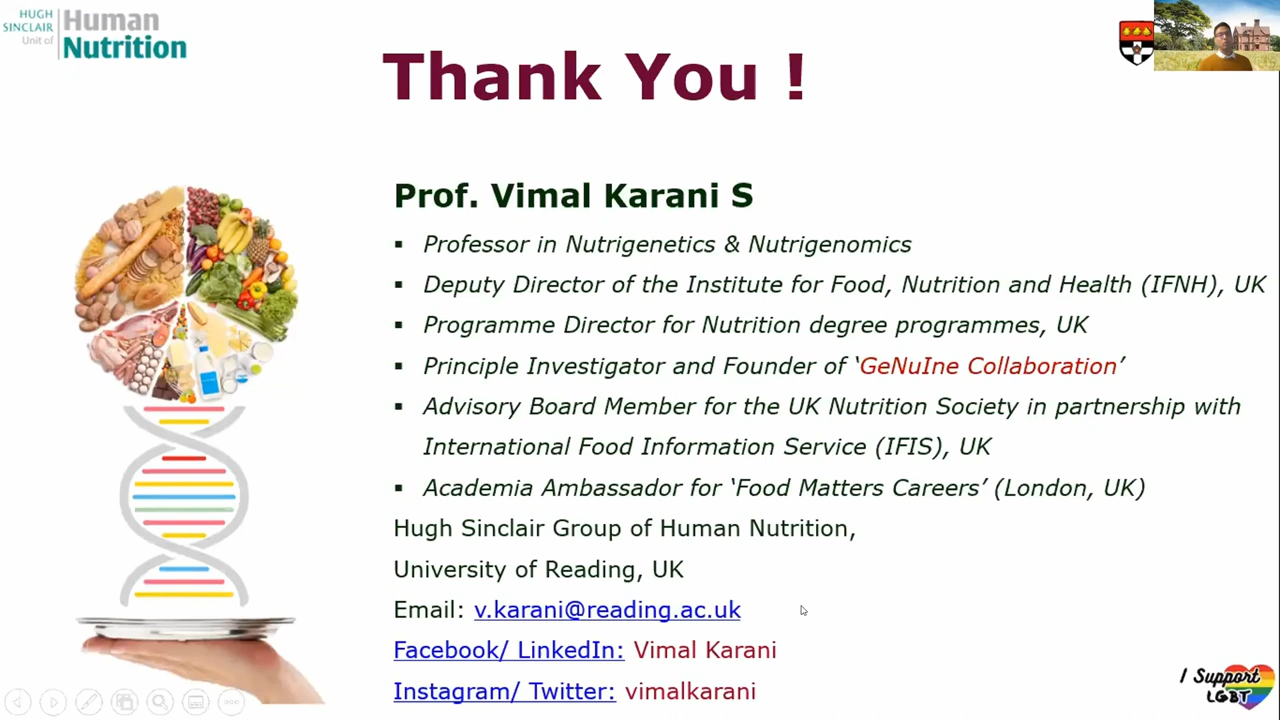 HUGH
SINCLAIR
Unit of
Human
Nutrition
Thank You !
Prof. Vimal Karani S
▪ Professor in Nutrigenetics & Nutrigenomics
▪ Deputy Director of the Institute for Food, Nutrition and Health (IFNH), UK
▪ Programme Director for Nutrition degree programmes, UK
▪ Principle Investigator and Founder of ‘GeNuIne Collaboration’
▪ Advisory Board Member for the UK Nutrition Society in partnership with
International Food Information Service (IFIS), UK
▪ Academia Ambassador for ‘Food Matters Careers’ (London, UK)
Hugh Sinclair Group of Human Nutrition,
University of Reading, UK
Email: v.karani@reading.ac.uk
Facebook/ LinkedIn: Vimal Karani
Instagram/ Twitter: vimalkarani
I Support
LGBT